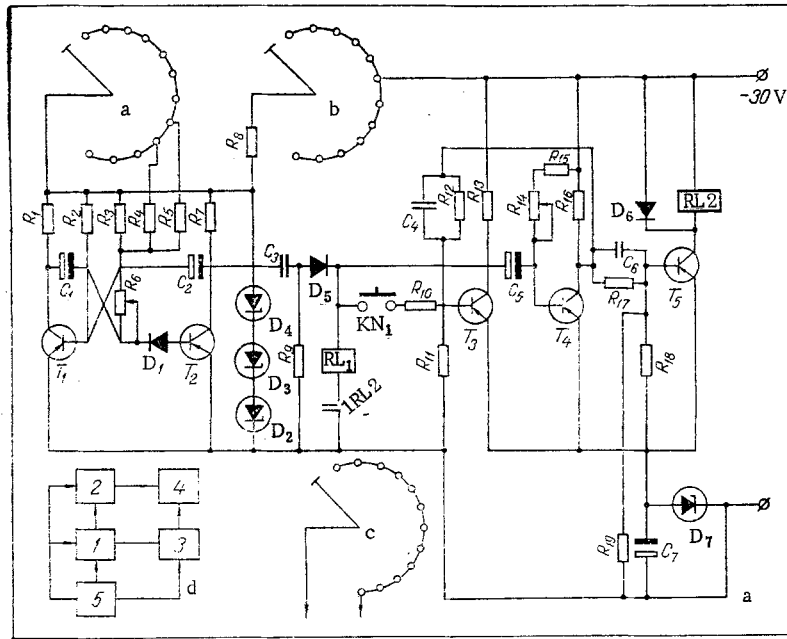 a
b
-30 V
R8
R15
R12
R13
R14
R16
C4
D6
RL2
R1
R2
R3
R4
R5
R7
C1
C2
C3
C5
C6
R6
D5
R17
T5
D4
KN1
R10
T1
D1
T2
T3
T4
RL1
D3
R9
R11
R18
1RL2
D2
2
4
c
D7
1
3
R19
C7
5
d
a